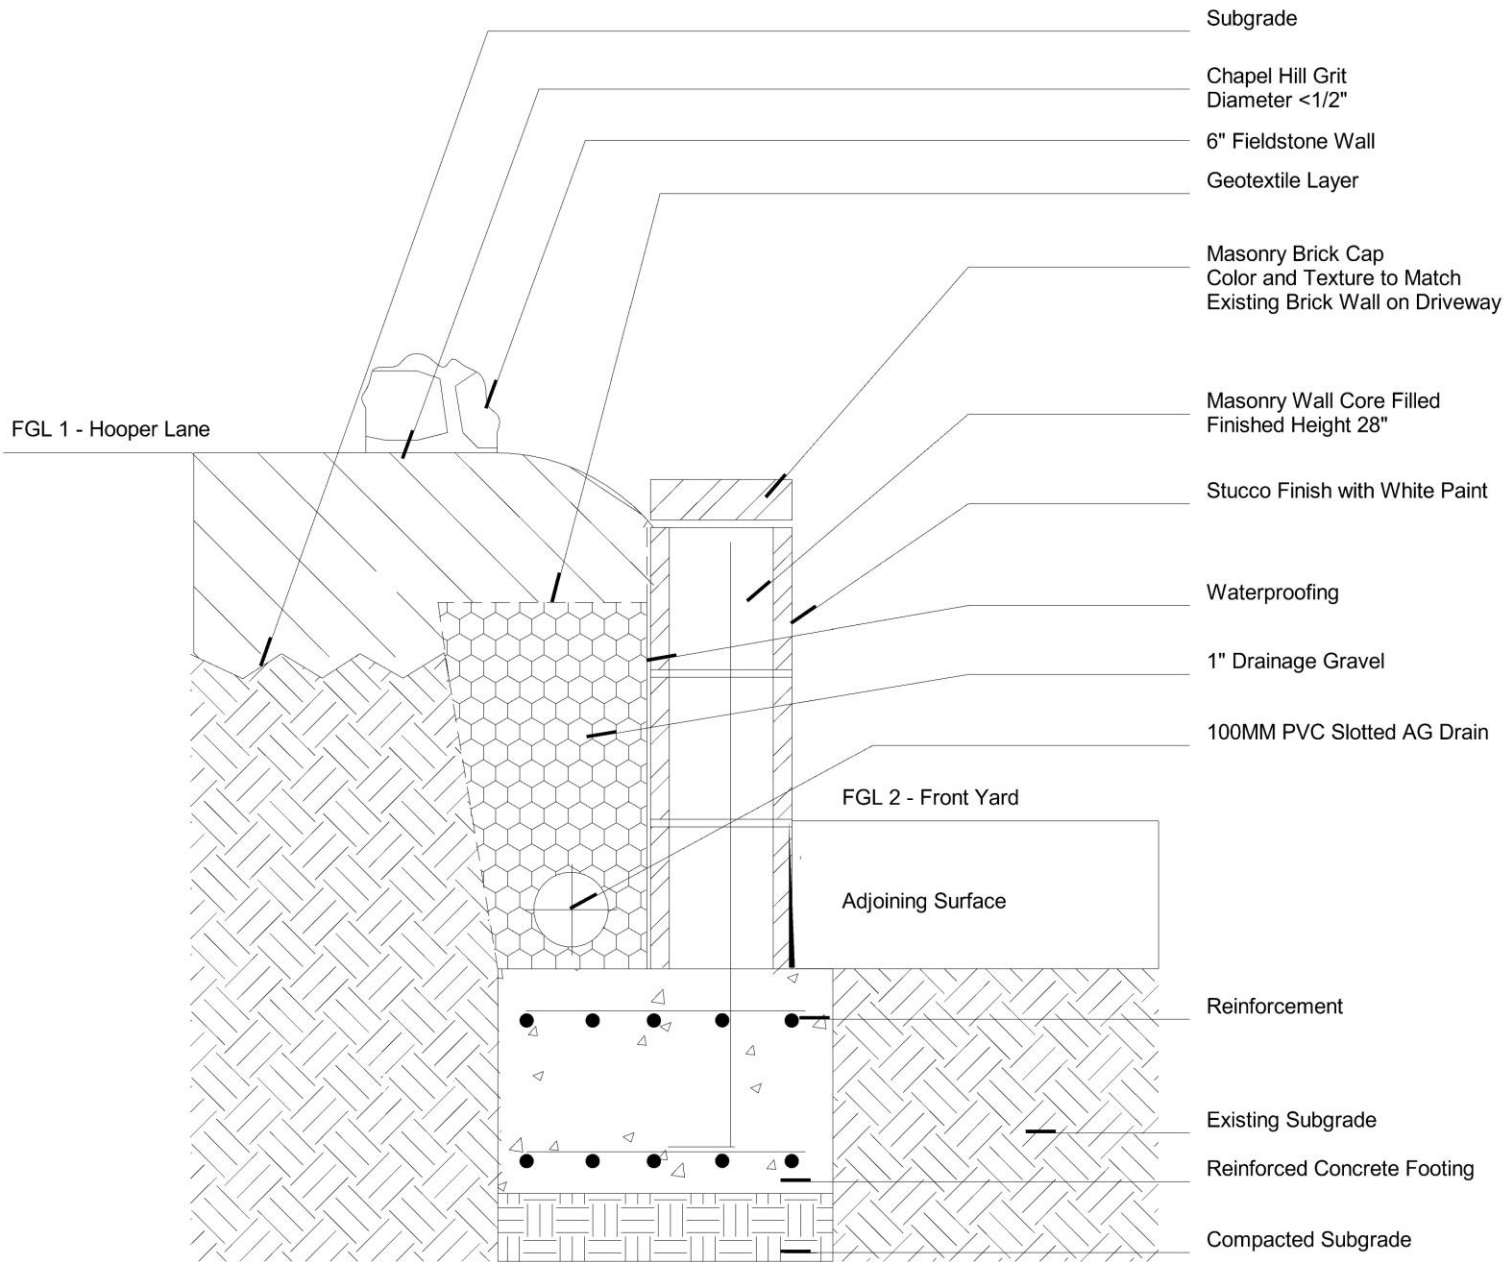 Subgrade
Chapel Hill Grit
Diameter <1/2"
6" Fieldstone Wall
Geotextile Layer
Masonry Brick Cap
Color and Texture to Match
Existing Brick Wall on Driveway
Masonry Wall Core Filled
Finished Height 28"
FGL 1 - Hooper Lane
Stucco Finish with White Paint
Waterproofing
1" Drainage Gravel
100MM PVC Slotted AG Drain
FGL 2 - Front Yard
Adjoining Surface
Reinforcement
Existing Subgrade
Reinforced Concrete Footing
Compacted Subgrade